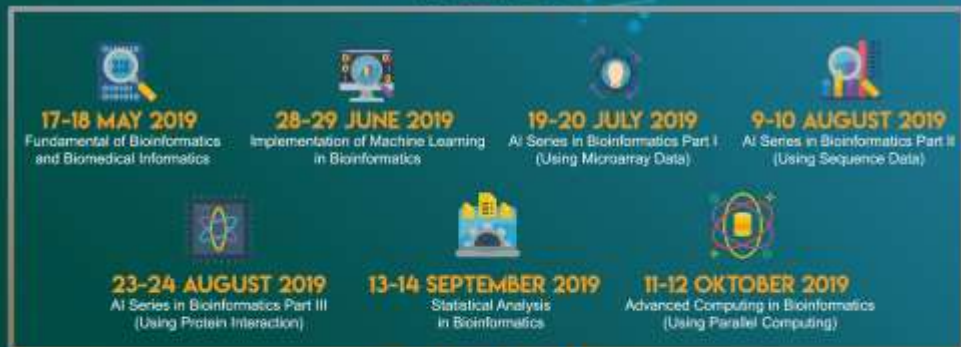 17-18 MAY 2019
Fundamental of Bioinformatics
and Biomedical Informatics
28-29 JUNE 2019
Implementation of Machine Learning
in Bioinformatics
19-20 JULY 2019
AI Series in Bioinformatics Part I
(Using Microarray Data)
9-10 AUGUST 2019
AI Series in Bioinformatics Part II
(Using Sequence Data)
23-24 AUGUST 2019
AI Series in Bioinformatics Part III
(Using Protein Interaction)
13-14 SEPTEMBER 2019
Statistical Analysis
in Bioinformatics
11-12 OKTOBER 2019
Advanced Computing in Bioinformatics
(Using Parallel Computing)